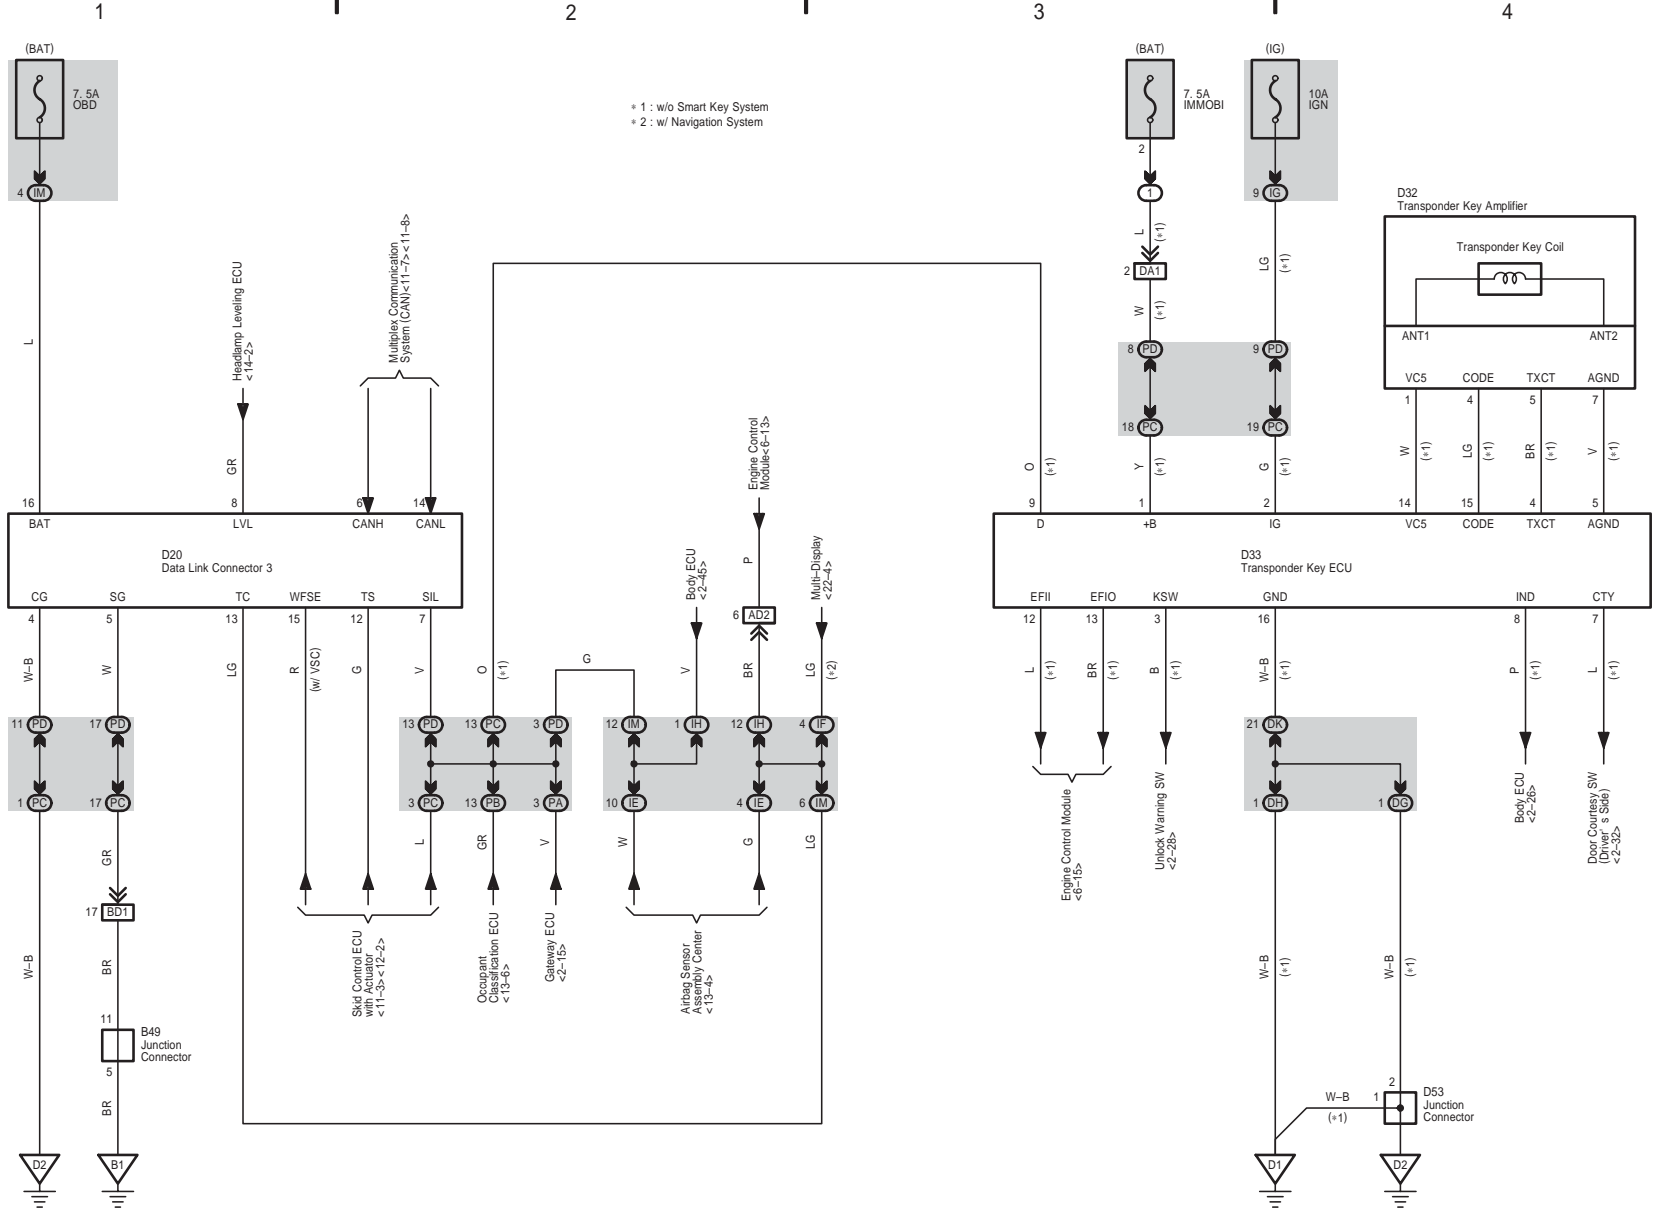 1
2
3
4
(BAT)
7. 5A
OBD
4 IM
L
∗ 1 : w/o Smart Key System
∗ 2 : w/ Navigation System
(BAT)
7. 5A
IMMOBI
2
1
L
(∗1)
2 DA1
W
(∗1)
8 PD
18 PC
Y
(∗1)
(IG)
10A
IGN
9 IG
LG
(∗1)
9 PD
19 PC
G
(∗1)
D32
Transponder Key Amplifier
Transponder Key Coil
ANT1
ANT2
VC5 CODE TXCT AGND
1 4 5 7
W (∗1) LG (∗1) BR (∗1) V (∗1)
14 15 4 5
Headlamp Leveling ECU
<14–2>
GR
Multiplex Communication
System (CAN)<11–7><11–8>
16 8 6 14
BAT LVL CANH CANL
D20
Data Link Connector 3
CG SG TC WFSE TS SIL
4 5 13 15 12 7
W–B W LG R (w/ VSC) G V
O
(∗1)
9 1 2
D +B IG VC5 CODE TXCT AGND
D33
Transponder Key ECU
EFII EFIO KSW GND IND CTY
12 13 3 16 8 7
L (∗1) BR (∗1) B (∗1) W–B (∗1) P (∗1) L (∗1)
Engine Control
Module<6–13>
P
6 AD2
BR
Body ECU
<2–45>
V
Multi–Display
<22–4>
LG
(∗2)
O
(∗1)
G
11 PD 17 PD 13 PD 13 PC 3 PD 12 IM 1 IH 12 IH 4 IF
1 PC 17 PC 3 PC 13 PB 3 PA 10 IE 4 IE 6 IM
GR L GR V W G LG
17 BD1
BR
W–B
11
B49
Junction
Connector
5
BR
D2 B1
Skid Control ECU
with Actuator
<11–3><12–2>
Occupant
Classification ECU
<13–6>
Gateway ECU
<2–15>
Airbag Sensor
Assembly Center
<13–4>
Engine Control Module
<6–15>
Unlock Warning SW
<2–28>
21 DK
1 DH 1 DG
W–B (∗1) W–B (∗1)
Body ECU
<2–26>
Door Courtesy SW
(Driver' s Side)
<2–32>
W–B
(∗1)
2
1
D53
Junction
Connector
D1 D2